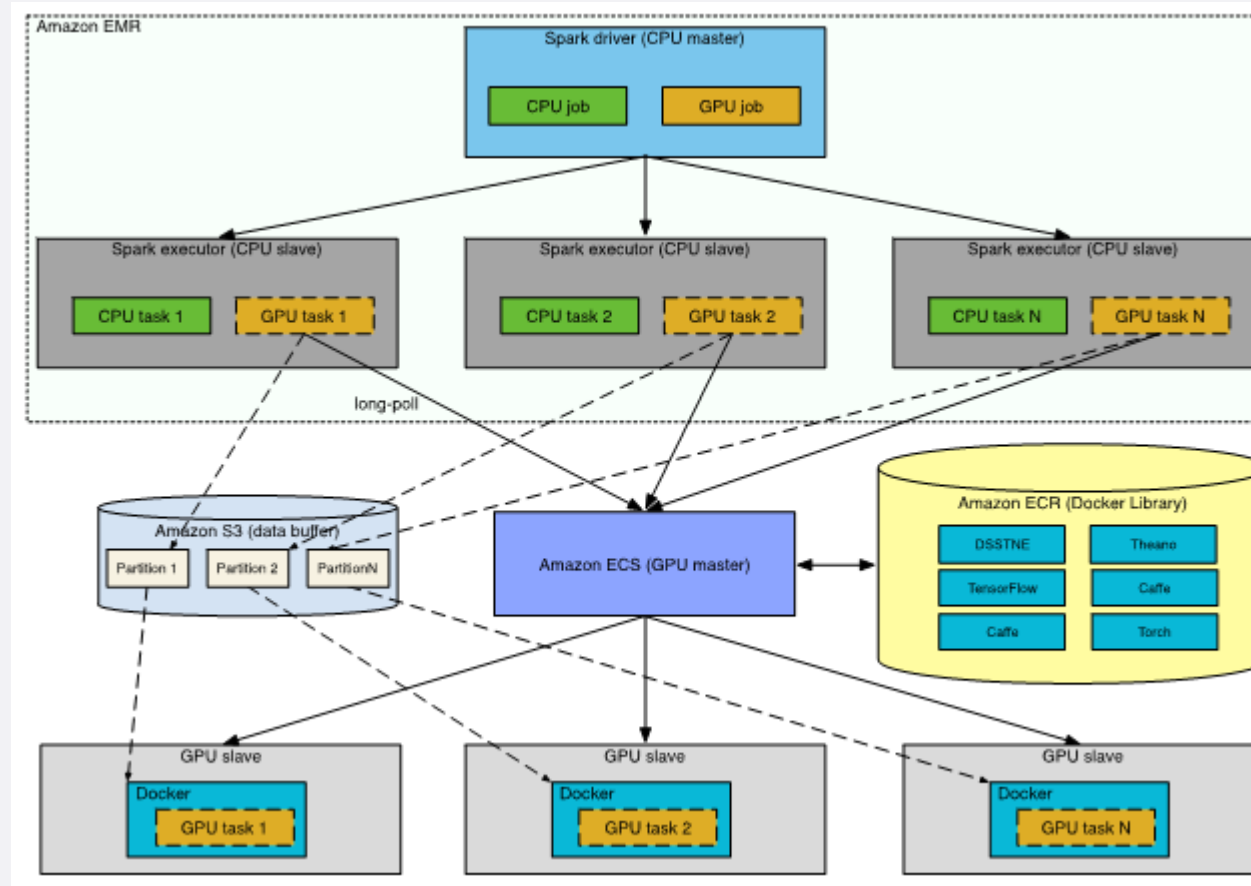 Amazon EMR
Spark driver (CPU master)
CPU job
GPU job
Spark executor (CPU slave)
CPU task 1
GPU task 1
Spark executor (CPU slave)
CPU task 2
GPU task 2
Spark executor (CPU slave)
CPU task N
GPU task N
long-poll
Amazon S3 (data buffer)
Partition 1
Partition 2
PartitionN
Amazon ECS (GPU master)
Amazon ECR (Docker Library)
DSSTNE
Theano
TensorFlow
Caffe
Caffe
Torch
GPU slave
Docker
GPU task 1
GPU slave
Docker
GPU task 2
GPU slave
Docker
GPU task N